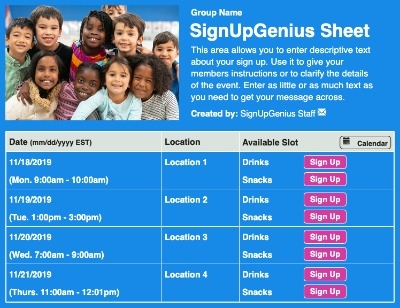 Group Name
SignUpGenius Sheet
This area allows you to enter descriptive text
about your sign up. Use it to give your
members instructions or to clarify the details
of the event. Enter as little or as much text as
you need to get your message across.
Created by: SignUpGenius Staff
Date (mm/dd/yyyy EST) Location Available Slot Calendar
11/18/2019 Location 1 Drinks Sign Up
(Mon. 9:00am - 10:00am) Snacks Sign Up
11/19/2019 Location 2 Drinks Sign Up
(Tue. 1:00pm - 3:00pm) Snacks Sign Up
11/20/2019 Location 3 Drinks Sign Up
(Wed. 7:00am - 9:00am) Snacks Sign Up
11/21/2019 Location 4 Drinks Sign Up
(Thurs. 11:00am - 12:01pm) Snacks Sign Up